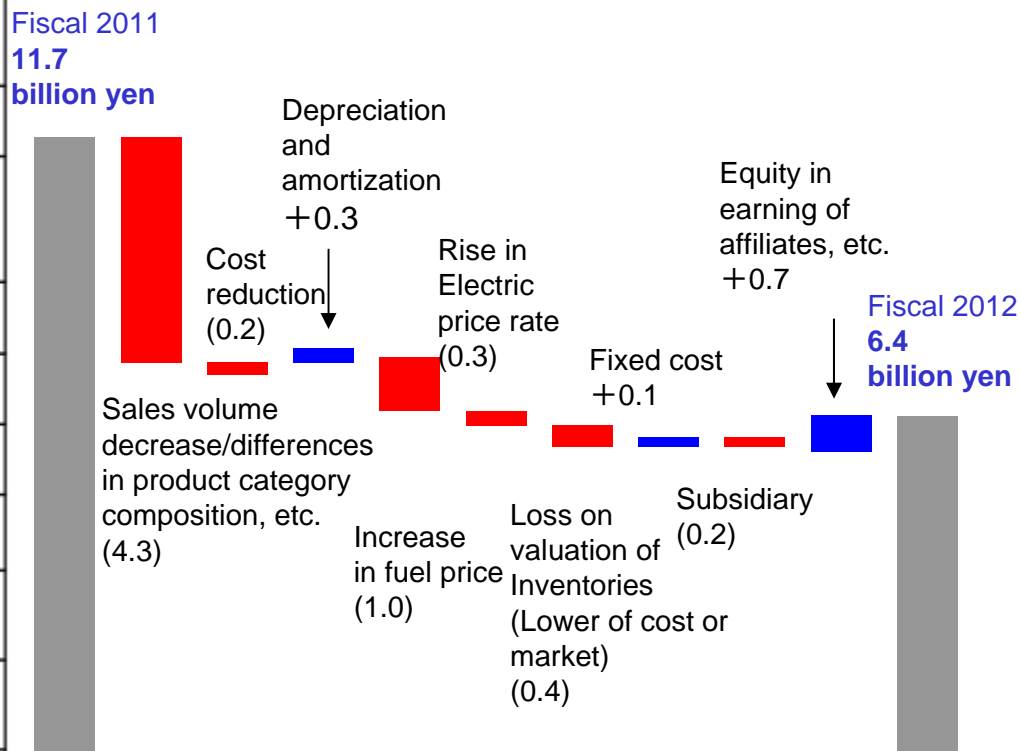 Fiscal 2011
11.7
billion yen
Depreciation
and
amortization
＋0.3
Cost
reduction
(0.2)
Rise in
Electric
price rate
(0.3)
Equity in
earning of
affiliates, etc.
＋0.7
Fiscal 2012
6.4
billion yen
Fixed cost
＋0.1
Sales volume
decrease/differences
in product category
composition, etc.
(4.3)
Increase
in fuel price
(1.0)
Loss on
valuation of
Inventories
(Lower of cost or
market)
(0.4)
Subsidiary
(0.2)